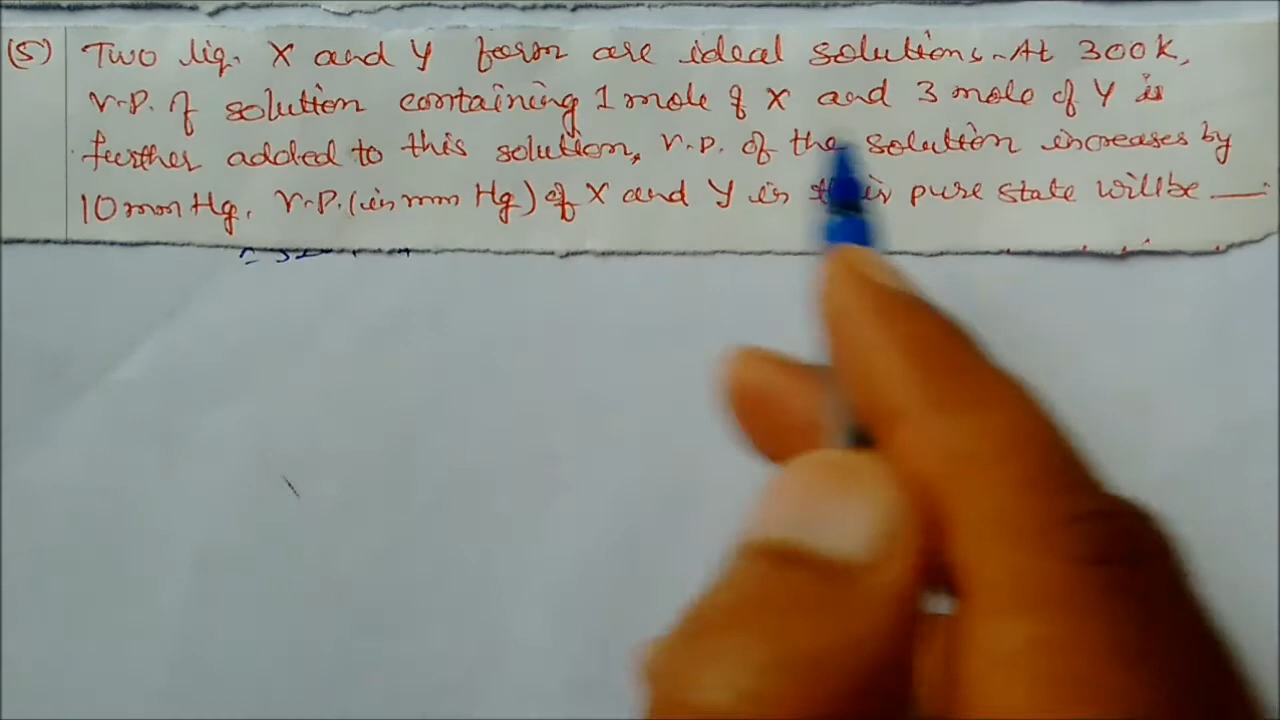 (5) Two liq. X and Y form are ideal solutions. At 300K,
V.P. of solution containing 1 mole of X and 3 mole of Y is
further added to this solution, V.P. of the solution increases by
10 mm Hg. V.P. (in mm Hg) of X and Y in pure state will be —